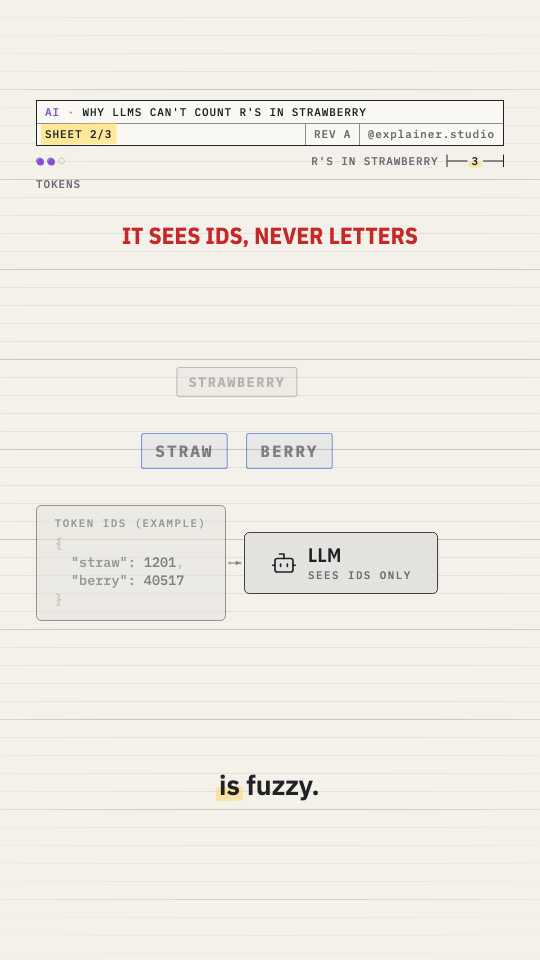 AI · WHY LLMS CAN'T COUNT R'S IN STRAWBERRY
SHEET 2/3 REV A @explainer.studio
R'S IN STRAWBERRY 3
TOKENS
IT SEES IDS, NEVER LETTERS
STRAWBERRY
STRAW BERRY
TOKEN IDS (EXAMPLE)
{
"straw": 1201,
"berry": 40517
}
LLM
SEES IDS ONLY
is fuzzy.